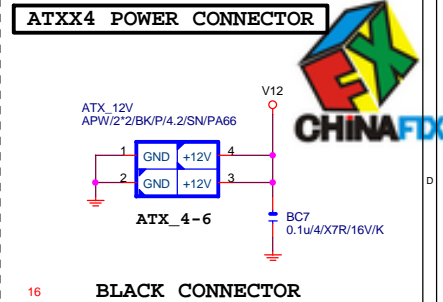 ATXX4 POWER CONNECTOR
FIX
CHiNAFIX
V12
ATX_12V
APW/2*2/BK/P/4.2/SN/PA66
1 GND +12V 4
2 GND +12V 3
ATX_4-6
D
BC7
0.1u/4/X7R/16V/K
16 BLACK CONNECTOR